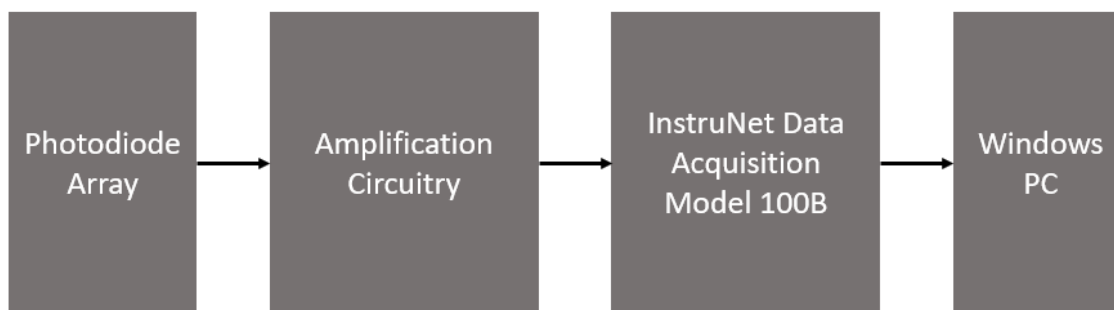 Photodiode
Array
Amplification
Circuitry
InstruNet Data
Acquisition
Model 100B
Windows
PC